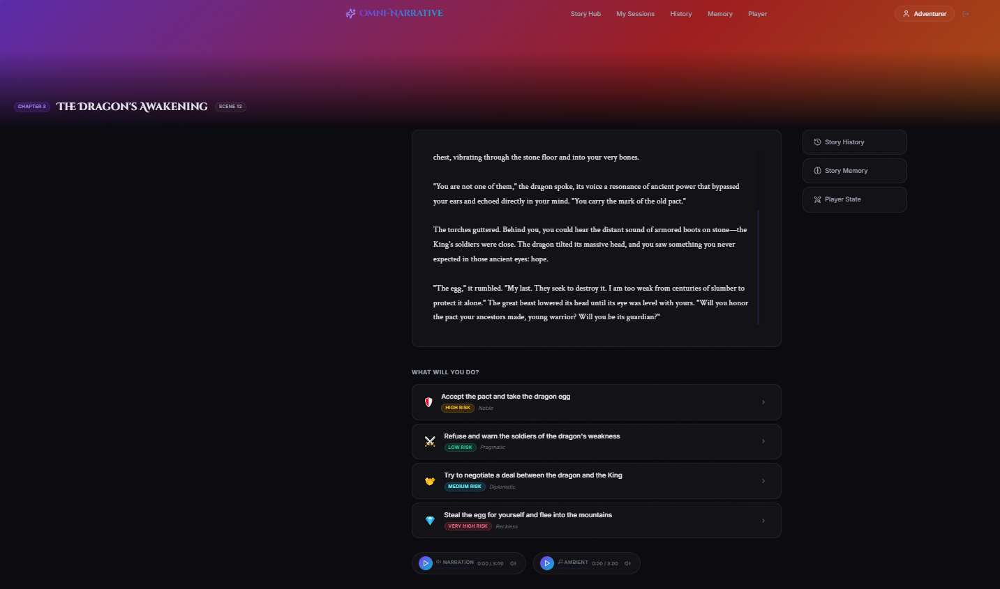 Omni-Narrative
Story Hub
My Sessions
History
Memory
Player
Adventurer
CHAPTER 3
The Dragon's Awakening
SCENE 12
chest, vibrating through the stone floor and into your very bones.
"You are not one of them," the dragon spoke, its voice a resonance of ancient power that bypassed
your ears and echoed directly in your mind. "You carry the mark of the old pact."
The torches guttered. Behind you, you could hear the distant sound of armored boots on stone—the
King's soldiers were close. The dragon tilted its massive head, and you saw something you never
expected in those ancient eyes: hope.
"The egg," it rumbled. "My last. They seek to destroy it. I am too weak from centuries of slumber to
protect it alone." The great beast lowered its head until its eye was level with yours. "Will you honor
the pact your ancestors made, young warrior? Will you be its guardian?"
Story History
Story Memory
Player State
WHAT WILL YOU DO?
Accept the pact and take the dragon egg
HIGH RISK Noble
Refuse and warn the soldiers of the dragon's weakness
LOW RISK Pragmatic
Try to negotiate a deal between the dragon and the King
MEDIUM RISK Diplomatic
Steal the egg for yourself and flee into the mountains
VERY HIGH RISK Reckless
NARRATION 0:00 / 3:00
AMBIENT 0:00 / 3:00